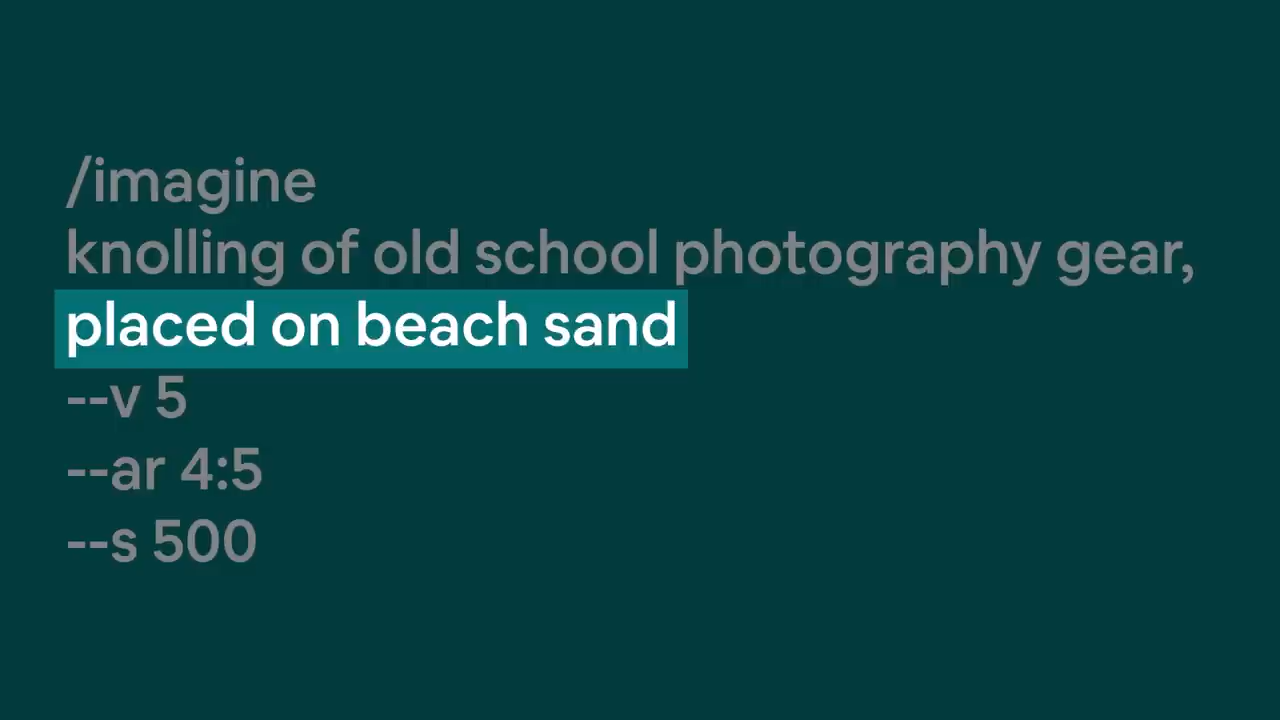 /imagine
knolling of old school photography gear,
placed on beach sand
--v 5
--ar 4:5
--s 500